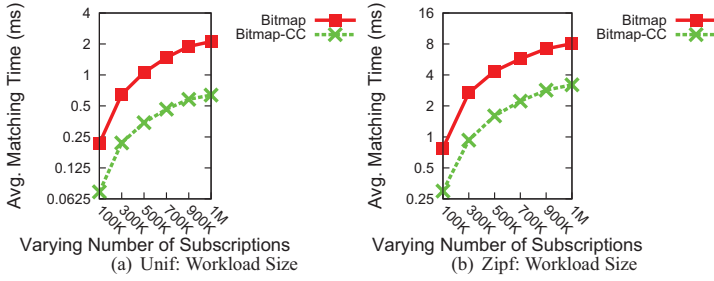 Avg. Matching Time (ms)
4
2
1
0.5
0.25
0.125
0.0625
100K
300K
500K
700K
900K
1M
Bitmap
Bitmap-CC
Varying Number of Subscriptions
(a) Unif: Workload Size
Avg. Matching Time (ms)
16
8
4
2
1
0.5
0.25
100K
300K
500K
700K
900K
1M
Bitmap
Bitmap-CC
Varying Number of Subscriptions
(b) Zipf: Workload Size